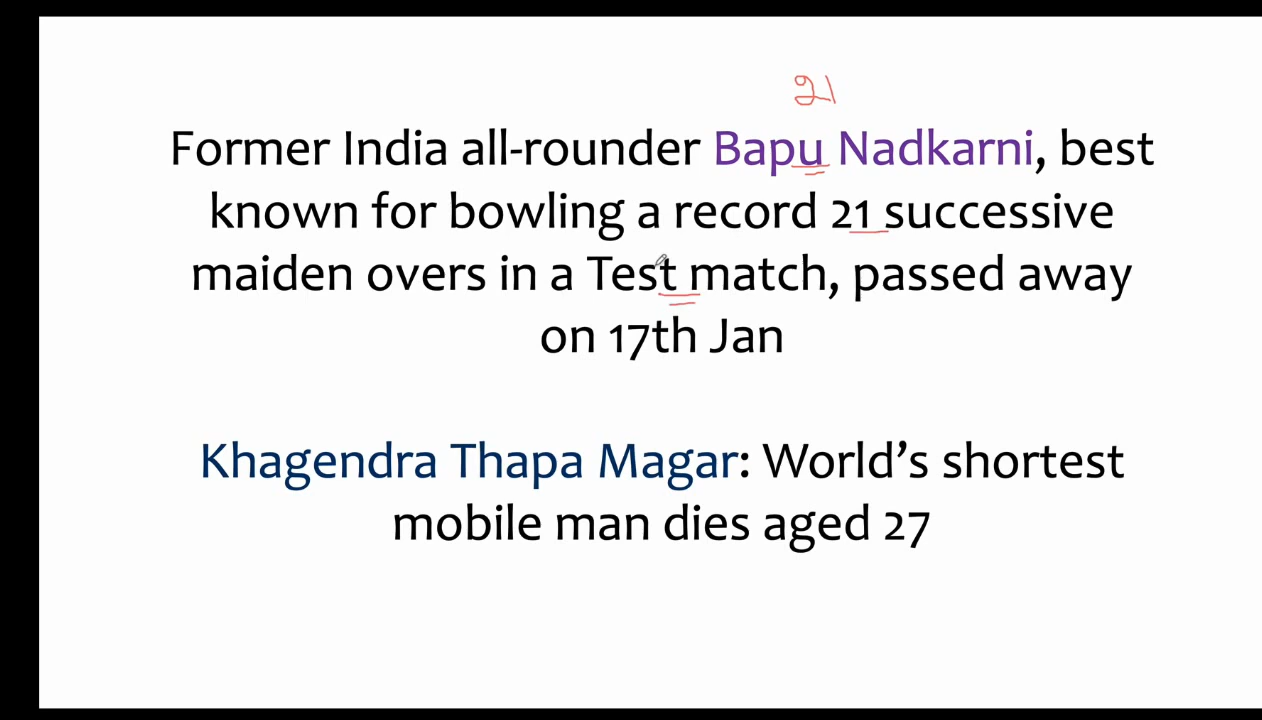 21
Former India all-rounder Bapu Nadkarni, best
known for bowling a record 21 successive
maiden overs in a Test match, passed away
on 17th Jan
Khagendra Thapa Magar: World’s shortest
mobile man dies aged 27